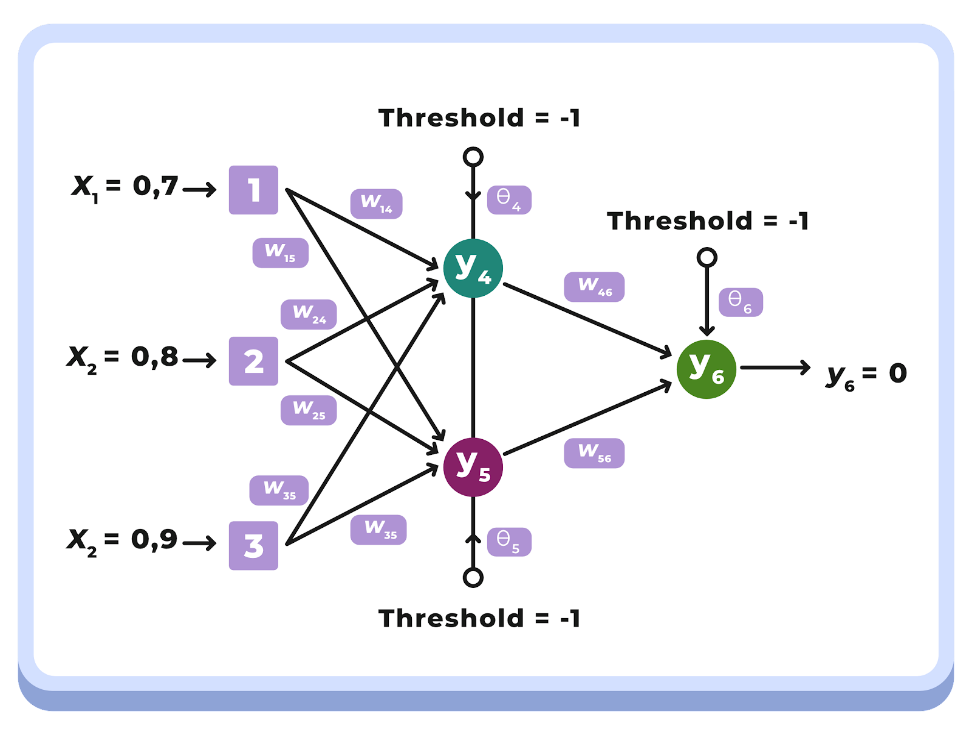 Threshold = -1
X1 = 0,7
1
W14
θ4
W15
Threshold = -1
y4
W46
θ6
W24
X2 = 0,8
2
y6
y6 = 0
W25
W56
y5
W35
X2 = 0,9
3
W35
θ5
Threshold = -1